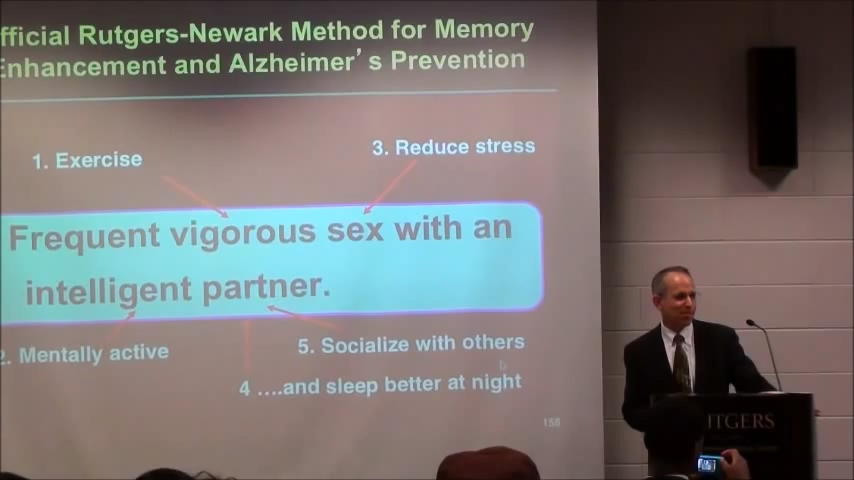 fficial Rutgers-Newark Method for Memory
Enhancement and Alzheimer's Prevention
1. Exercise
3. Reduce stress
Frequent vigorous sex with an
intelligent partner.
2. Mentally active
5. Socialize with others
4 ....and sleep better at night
158
UTGERS